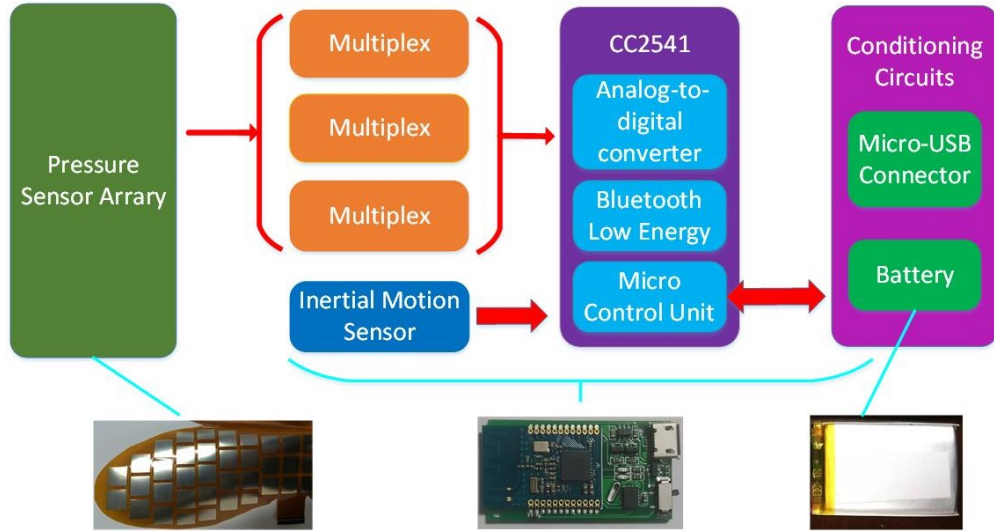 Pressure
Sensor Arrary
Multiplex
Multiplex
Multiplex
Inertial Motion
Sensor
CC2541
Analog-to-
digital
converter
Bluetooth
Low Energy
Micro
Control Unit
Conditioning
Circuits
Micro-USB
Connector
Battery